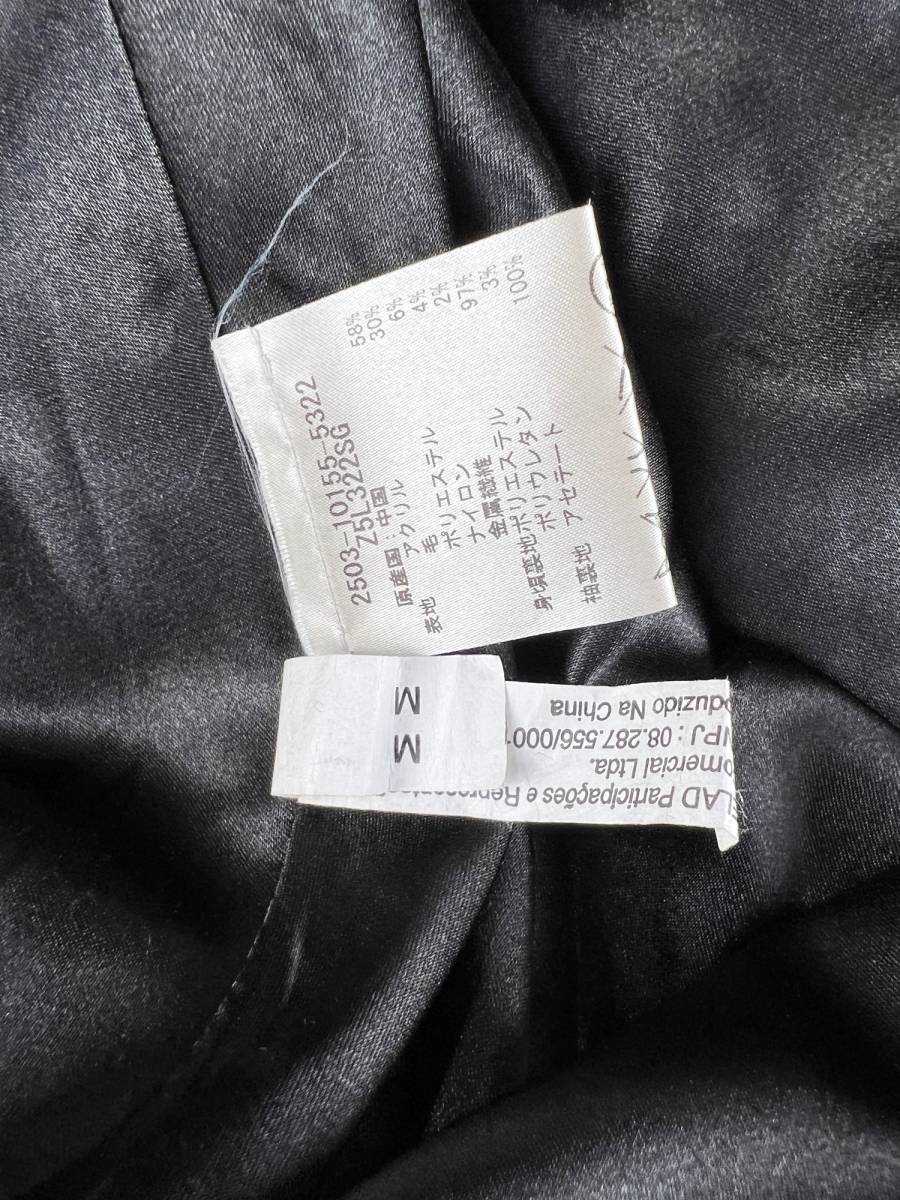 2503-10155-5322
Z5L322SG
原産国:中国
表地 アクリル 58%
毛 30%
ポリエステル 6%
ナイロン 4%
金属繊維 2%
身頃裏地ポリエステル 97%
ポリウレタン 3%
袖裏地 アセテート 100%
M
M
LAD Participações e
omercial Ltda.
NPJ : 08.287.556/000
oduzido Na China